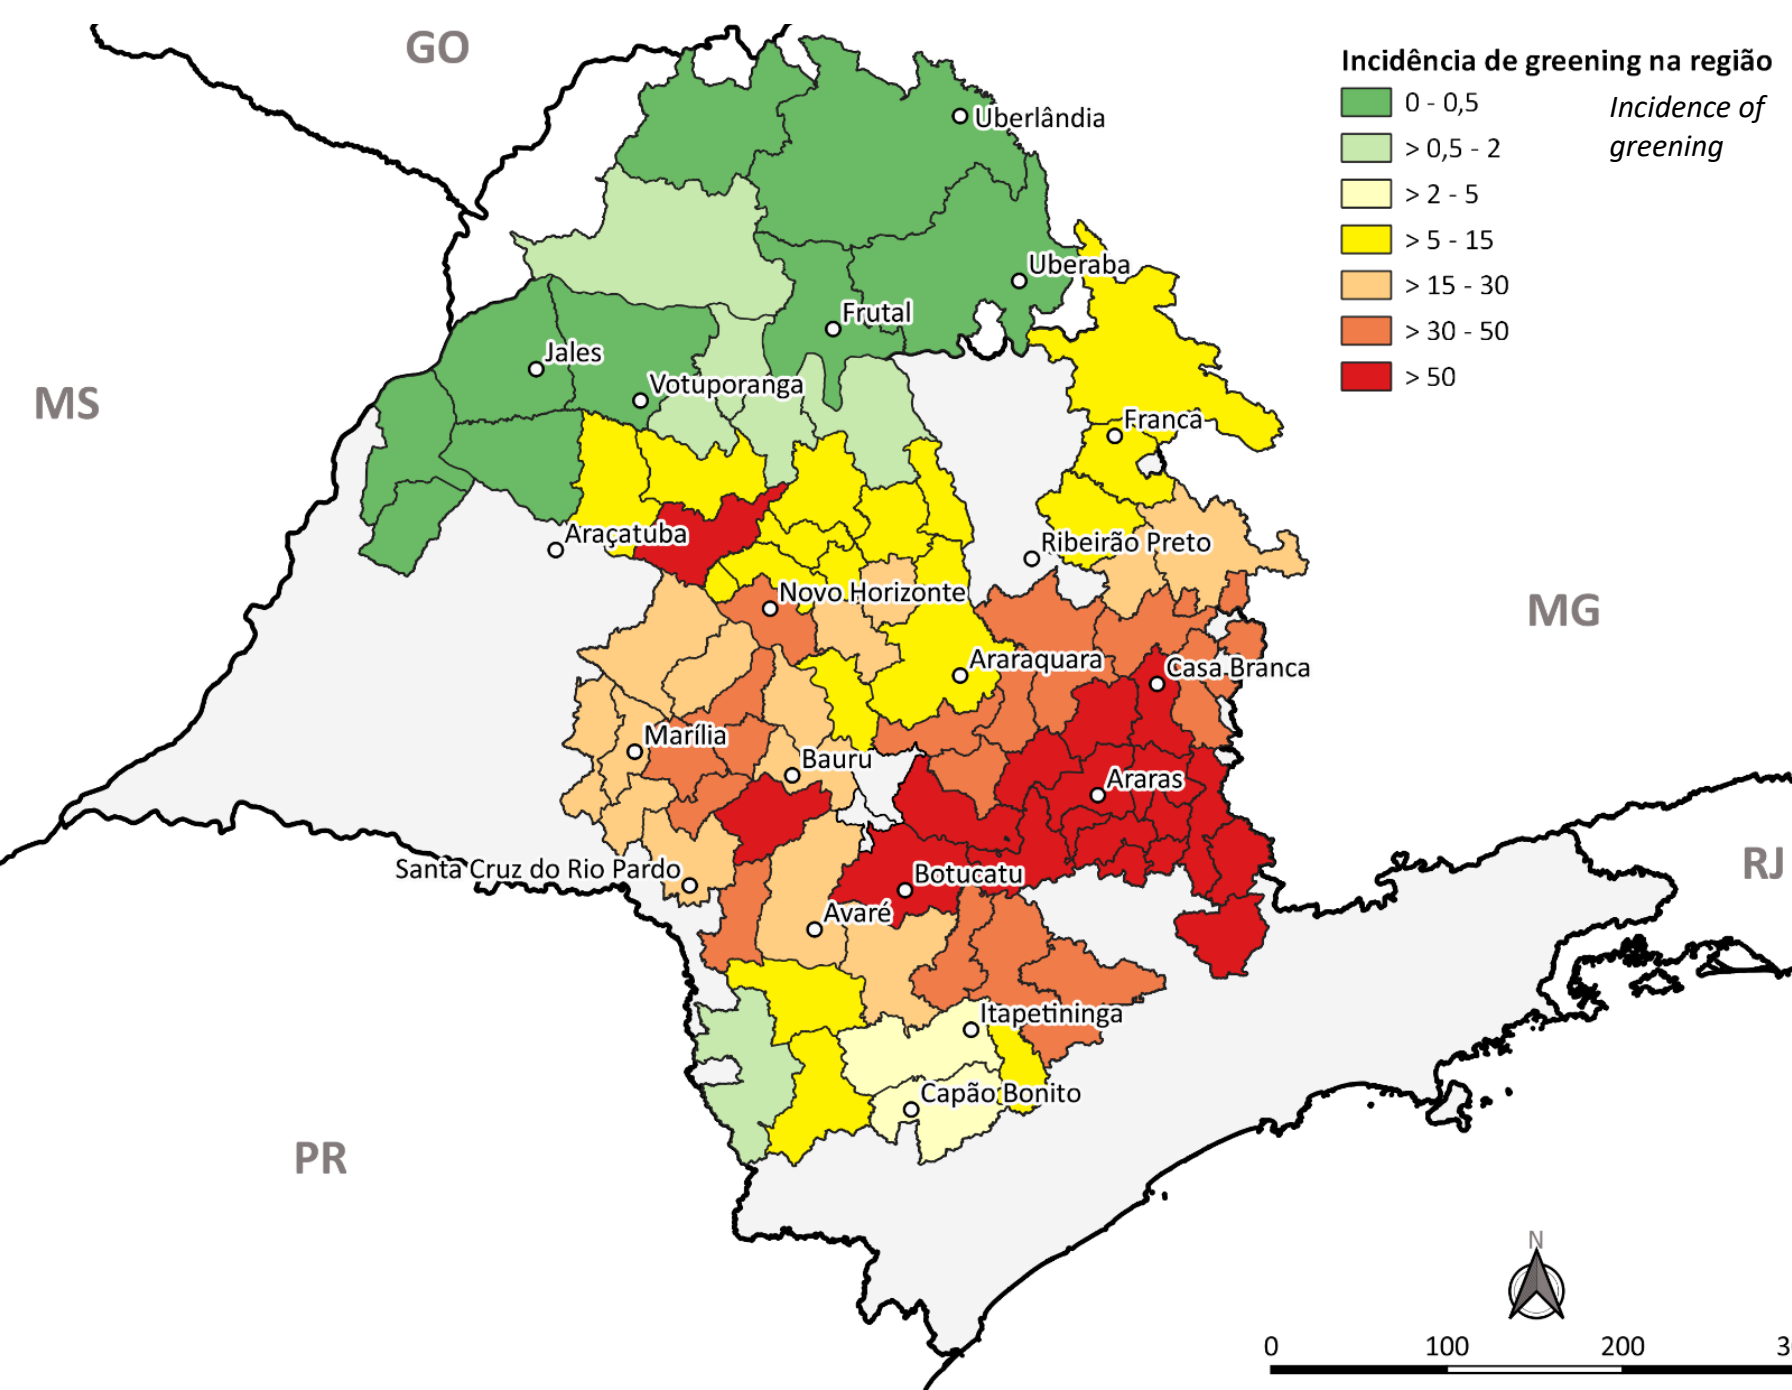 GO
Incidência de greening na região
0 - 0,5
Incidence of
greening
> 0,5 - 2
> 2 - 5
> 5 - 15
> 15 - 30
> 30 - 50
> 50
Uberlândia
Uberaba
Frutal
Jales
Votuporanga
MS
Franca
Araçatuba
Ribeirão Preto
Novo Horizonte
MG
Araraquara
Casa Branca
Marília
Bauru
Araras
Santa Cruz do Rio Pardo
Botucatu
RJ
Avaré
Itapetininga
Capão Bonito
PR
N
0 100 200